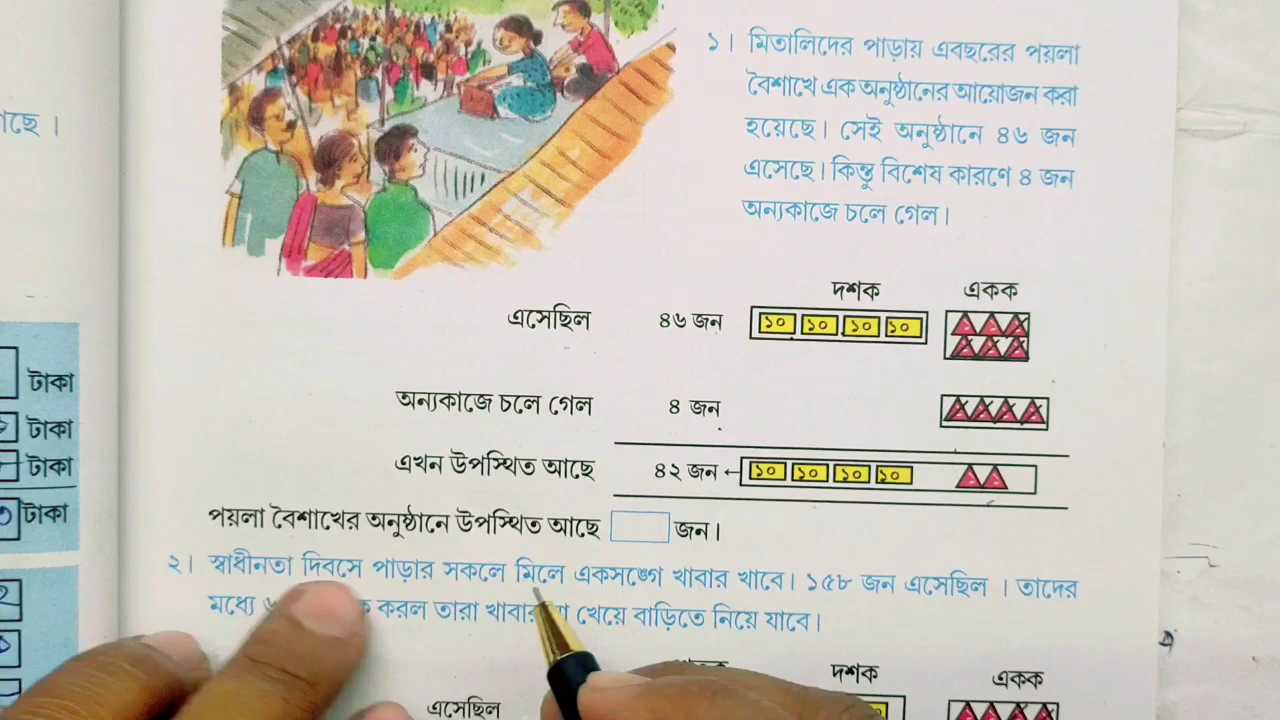 ১। মিতালিদের পাড়ায় এবছরের পয়লা
বৈশাখে এক অনুষ্ঠানের আয়োজন করা
হয়েছে। সেই অনুষ্ঠানে ৪৬ জন
এসেছে। কিন্তু বিশেষ কারণে ৪ জন
অন্যকাজে চলে গেল।
দশক একক
এসেছিল ৪৬ জন ১০ ১০ ১০ ১০
অন্যকাজে চলে গেল ৪ জন
এখন উপস্থিত আছে ৪২ জন ← ১০ ১০ ১০ ১০
পয়লা বৈশাখের অনুষ্ঠানে উপস্থিত আছে জন।
২। স্বাধীনতা দিবসে পাড়ার সকলে মিলে একসঙ্গে খাবার খাবে। ১৫৮ জন এসেছিল । তাদের
মধ্যে করল তারা খাবার খেয়ে বাড়িতে নিয়ে যাবে।
দশক একক
এসেছিল
টাকা
টাকা
টাকা
টাকা